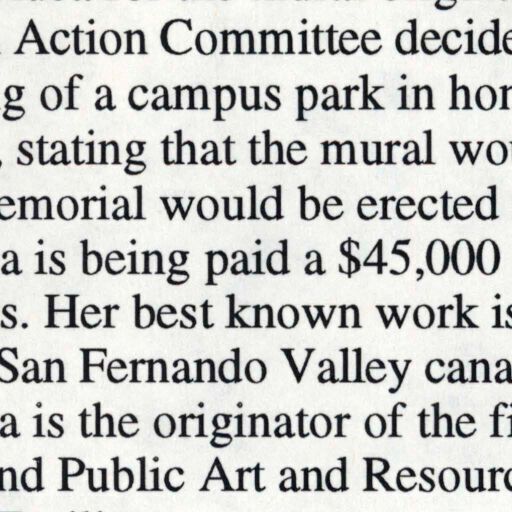 Action Committee decide
g of a campus park in hon
, stating that the mural wou
emorial would be erected
a is being paid a $45,000
s. Her best known work is
San Fernando Valley cana
a is the originator of the fi
nd Public Art and Resourc